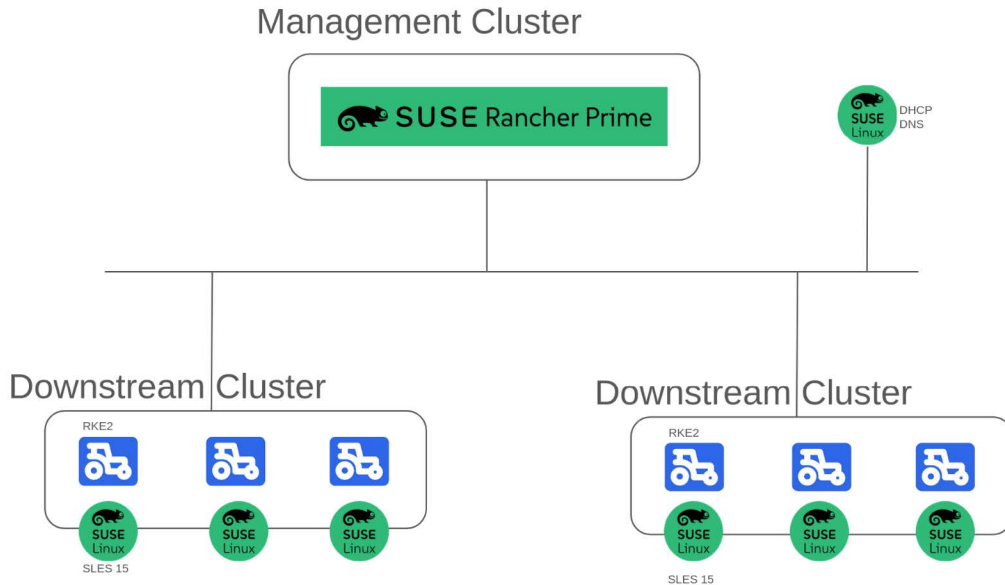 Management Cluster
SUSE Rancher Prime
SUSE
Linux
DHCP
DNS
Downstream Cluster
RKE2
SUSE
Linux
SUSE
Linux
SUSE
Linux
SLES 15
Downstream Cluster
RKE2
SUSE
Linux
SUSE
Linux
SUSE
Linux
SLES 15